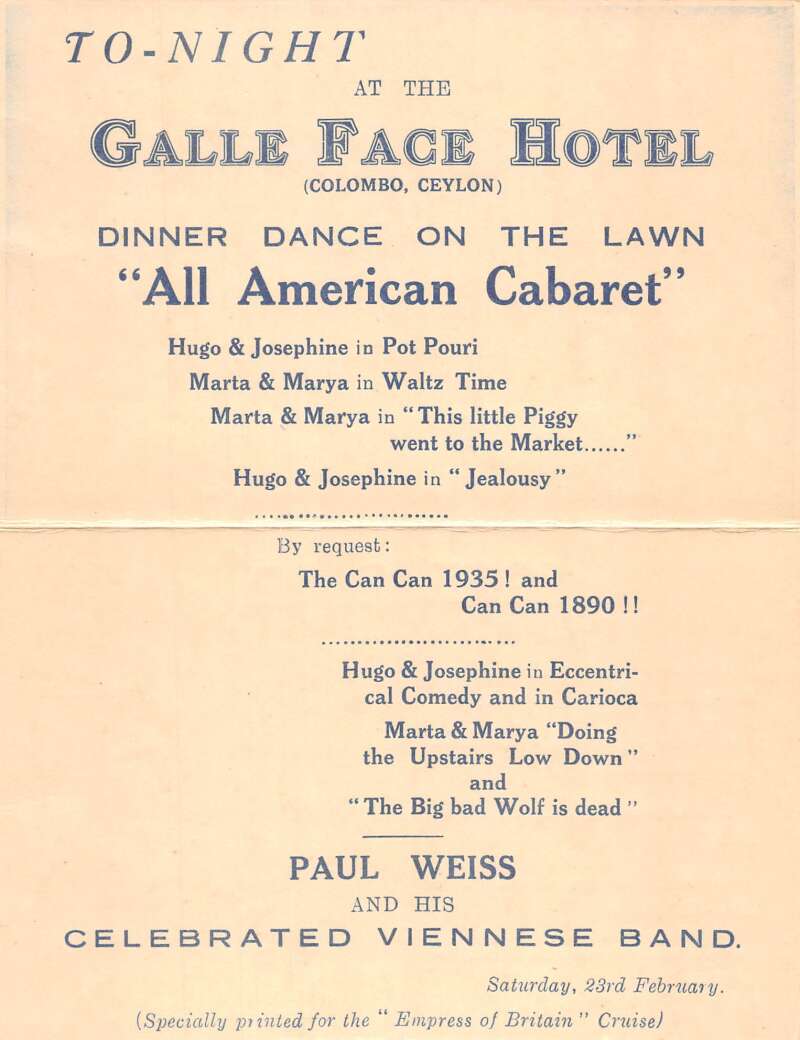 TO-NIGHT
AT THE
GALLE FACE HOTEL
(COLOMBO, CEYLON)
DINNER DANCE ON THE LAWN
"All American Cabaret"
Hugo & Josephine in Pot Pouri
Marta & Marya in Waltz Time
Marta & Marya in "This little Piggy
went to the Market......"
Hugo & Josephine in "Jealousy"
By request:
The Can Can 1935! and
Can Can 1890!!
Hugo & Josephine in Eccentri-
cal Comedy and in Carioca
Marta & Marya "Doing
the Upstairs Low Down"
and
"The Big bad Wolf is dead"
PAUL WEISS
AND HIS
CELEBRATED VIENNESE BAND.
Saturday, 23rd February.
(Specially printed for the "Empress of Britain" Cruise)